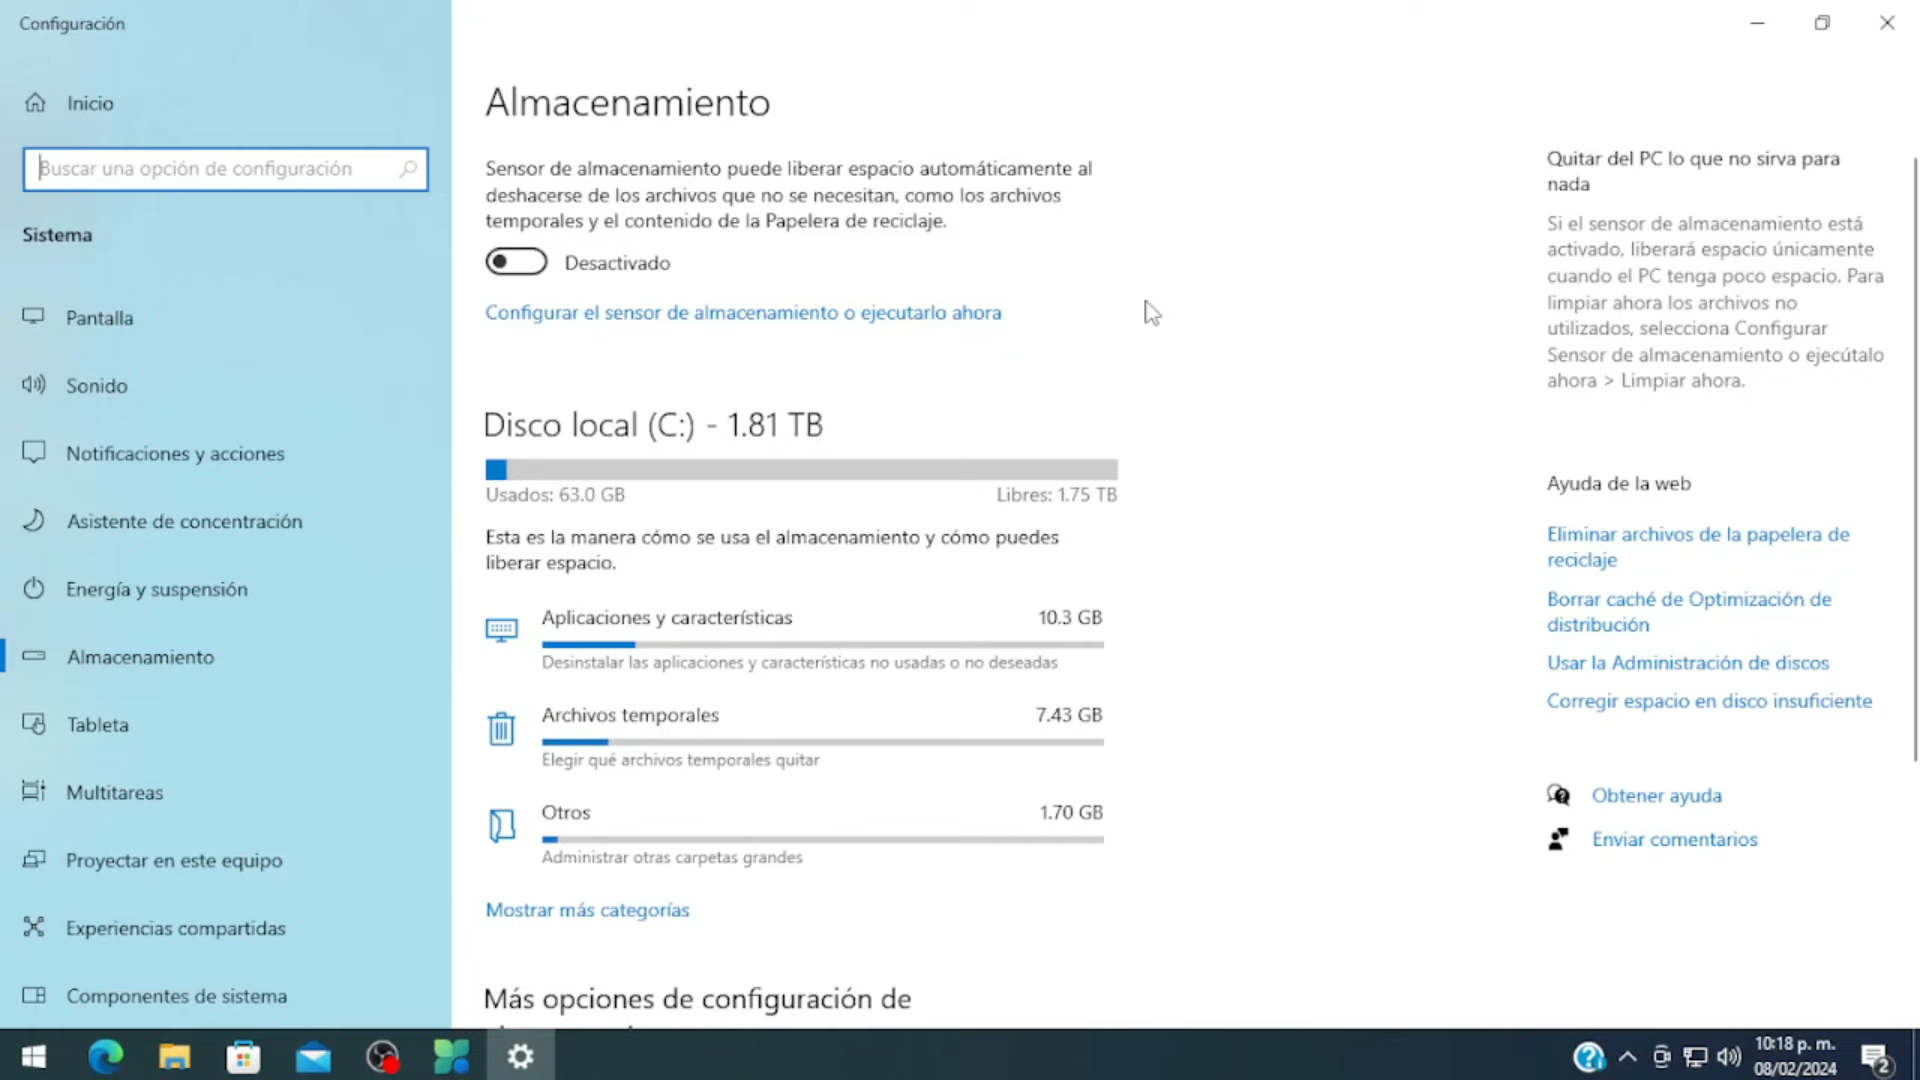 Configuración
Inicio
Buscar una opción de configuración
Sistema
Pantalla
Sonido
Notificaciones y acciones
Asistente de concentración
Energía y suspensión
Almacenamiento
Tableta
Multitareas
Proyectar en este equipo
Experiencias compartidas
Componentes de sistema
Almacenamiento
Sensor de almacenamiento puede liberar espacio automáticamente al
deshacerse de los archivos que no se necesitan, como los archivos
temporales y el contenido de la Papelera de reciclaje.
Desactivado
Configurar el sensor de almacenamiento o ejecutarlo ahora
Disco local (C:) - 1.81 TB
Usados: 63.0 GB
Libres: 1.75 TB
Esta es la manera cómo se usa el almacenamiento y cómo puedes
liberar espacio.
Aplicaciones y características 10.3 GB
Desinstalar las aplicaciones y características no usadas o no deseadas
Archivos temporales 7.43 GB
Elegir qué archivos temporales quitar
Otros 1.70 GB
Administrar otras carpetas grandes
Mostrar más categorías
Más opciones de configuración de
Quitar del PC lo que no sirva para
nada
Si el sensor de almacenamiento está
activado, liberará espacio únicamente
cuando el PC tenga poco espacio. Para
limpiar ahora los archivos no
utilizados, selecciona Configurar
Sensor de almacenamiento o ejecútalo
ahora > Limpiar ahora.
Ayuda de la web
Eliminar archivos de la papelera de
reciclaje
Borrar caché de Optimización de
distribución
Usar la Administración de discos
Corregir espacio en disco insuficiente
Obtener ayuda
Enviar comentarios
10:18 p. m.
08/02/2024
2